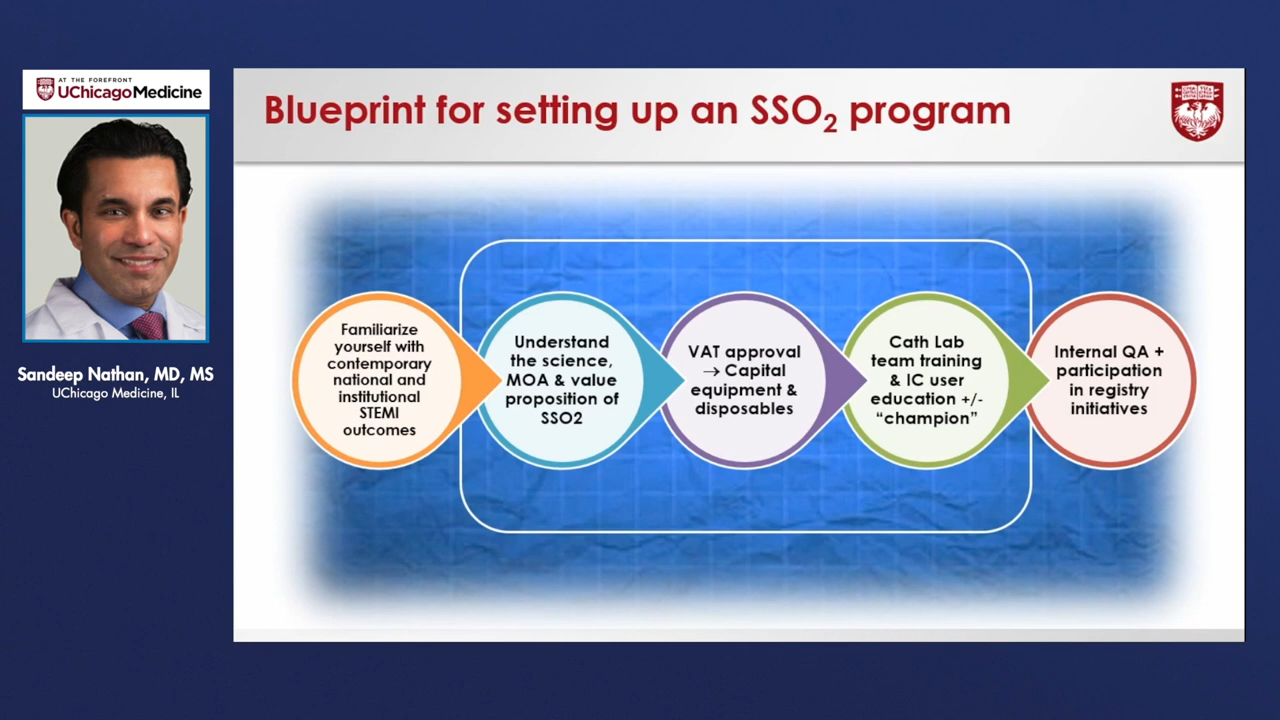 AT THE FOREFRONT
UChicago Medicine
Sandeep Nathan, MD, MS
UChicago Medicine, IL
Blueprint for setting up an SSO₂ program
Familiarize
yourself with
contemporary
national and
institutional
STEMI
outcomes
Understand
the science,
MOA & value
proposition of
SSO2
VAT approval
→ Capital
equipment &
disposables
Cath Lab
team training
& IC user
education +/-
“champion”
Internal QA +
participation
in registry
initiatives